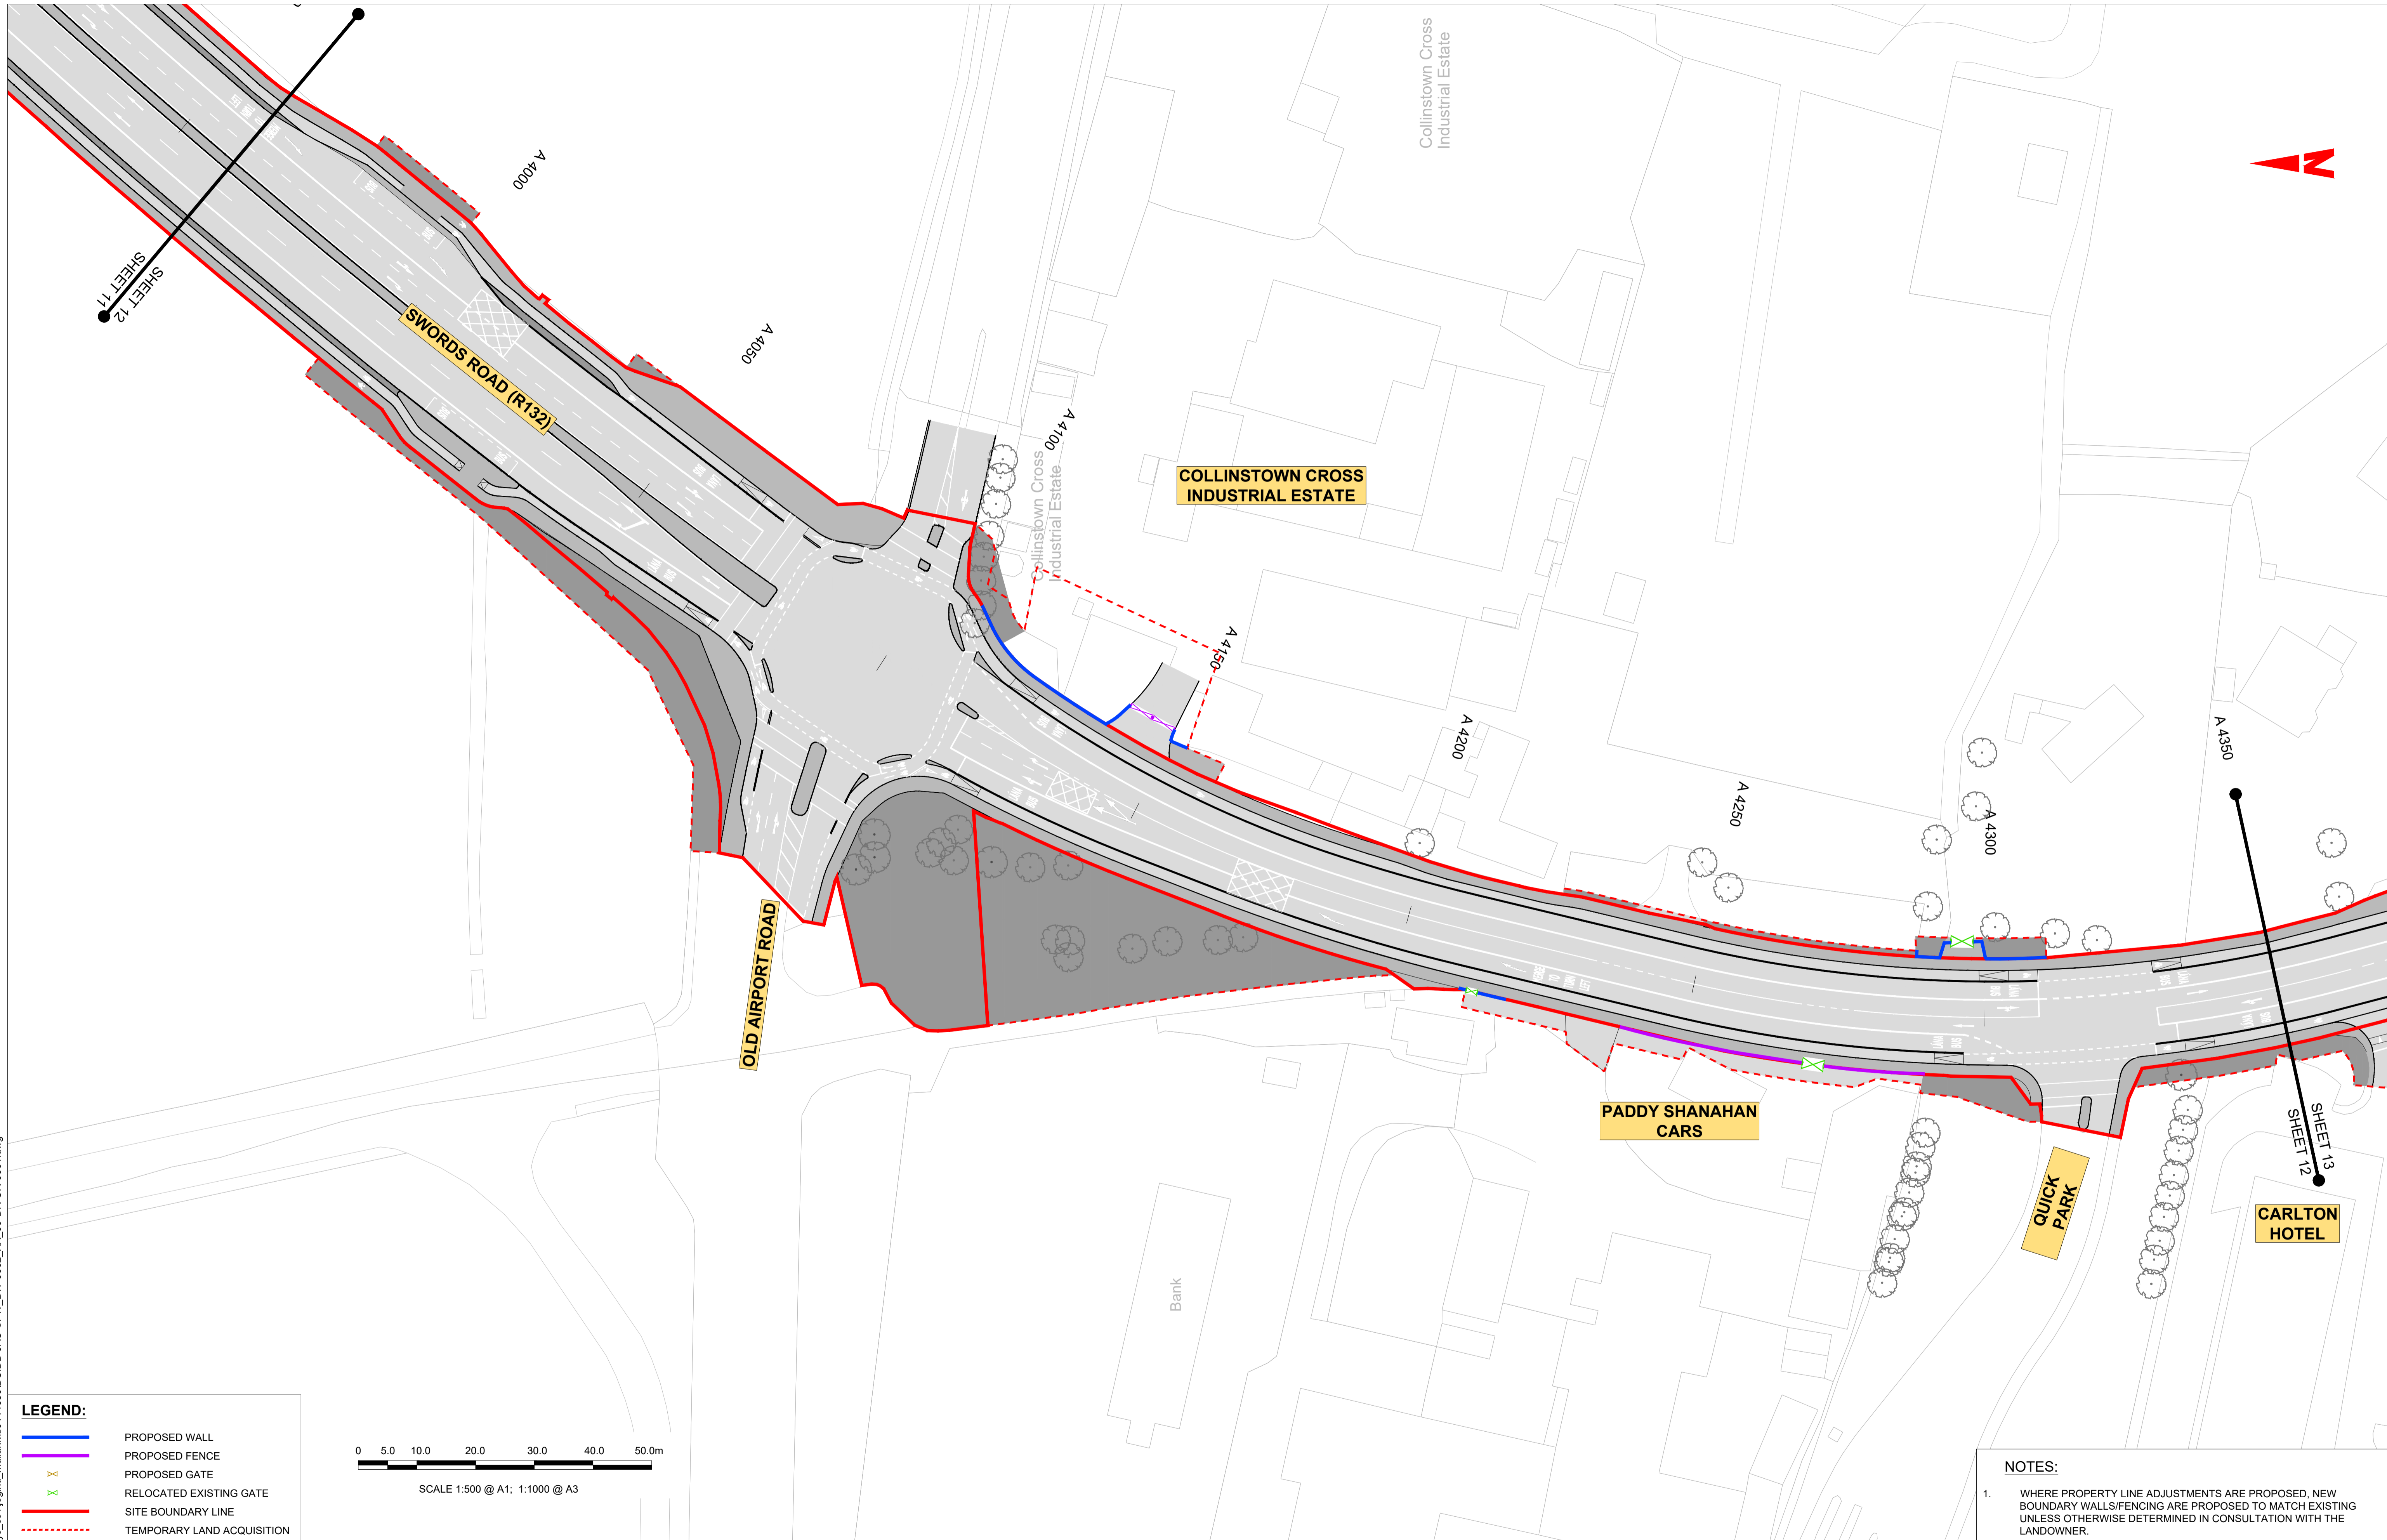 SHEET 11
SHEET 12
A 4000
SWORDS ROAD (R132)
A 4050
A 4100
Collinstown Cross
Industrial Estate
Collinstown Cross
Industrial Estate
COLLINSTOWN CROSS
INDUSTRIAL ESTATE
N
A 4150
A 4200
A 4250
A 4300
A 4350
OLD AIRPORT ROAD
PADDY SHANAHAN
CARS
QUICK
PARK
SHEET 13
SHEET 12
CARLTON
HOTEL
Bank
BUS
LANE
LEGEND:
PROPOSED WALL
PROPOSED FENCE
PROPOSED GATE
RELOCATED EXISTING GATE
SITE BOUNDARY LINE
TEMPORARY LAND ACQUISITION
0 5.0 10.0 20.0 30.0 40.0 50.0m
SCALE 1:500 @ A1; 1:1000 @ A3
NOTES:
1. WHERE PROPERTY LINE ADJUSTMENTS ARE PROPOSED, NEW
BOUNDARY WALLS/FENCING ARE PROPOSED TO MATCH EXISTING
UNLESS OTHERWISE DETERMINED IN CONSULTATION WITH THE
LANDOWNER.